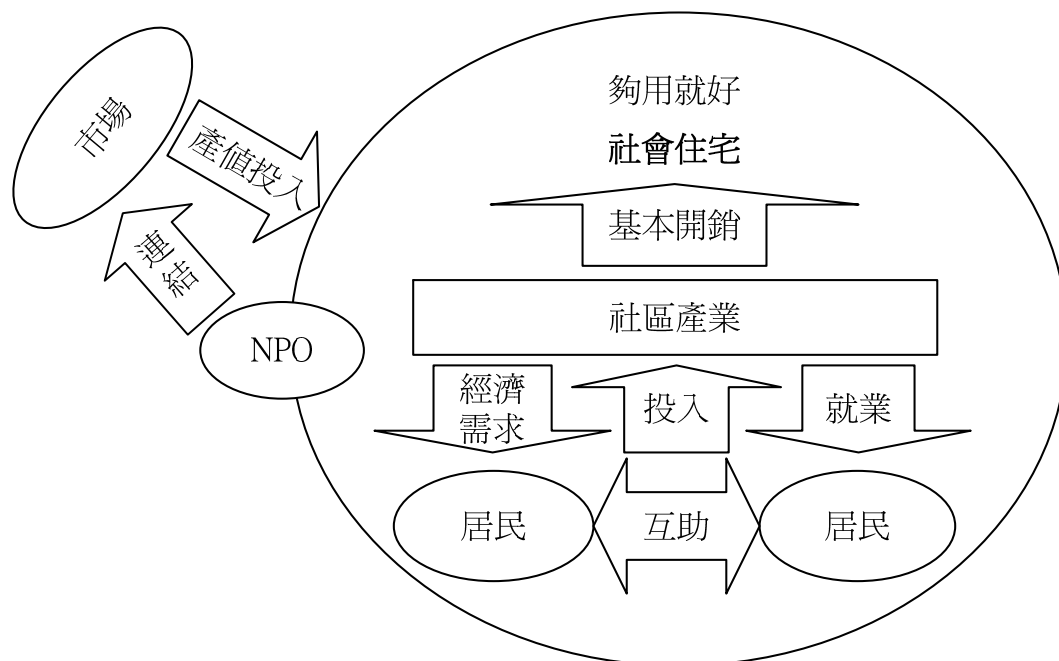 市場
產值投入
連結
NPO
夠用就好
社會住宅
基本開銷
社區產業
經濟
需求
投入
就業
居民
互助
居民